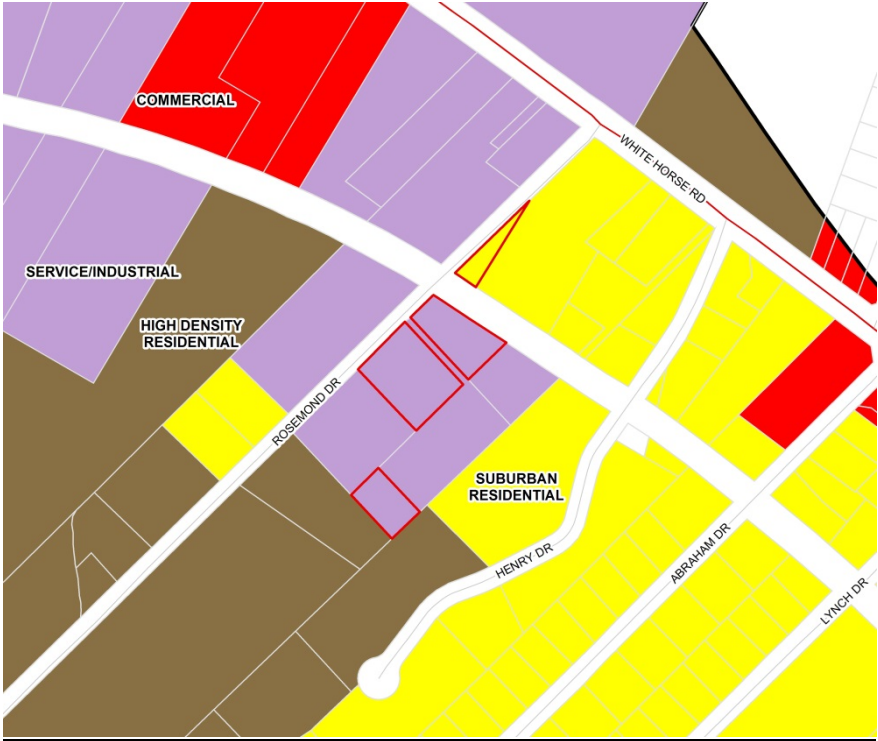 COMMERCIAL
WHITE HORSE RD
SERVICE/INDUSTRIAL
HIGH DENSITY
RESIDENTIAL
ROSEMOND DR
SUBURBAN
RESIDENTIAL
HENRY DR
ABRAHAM DR
LYNCH DR